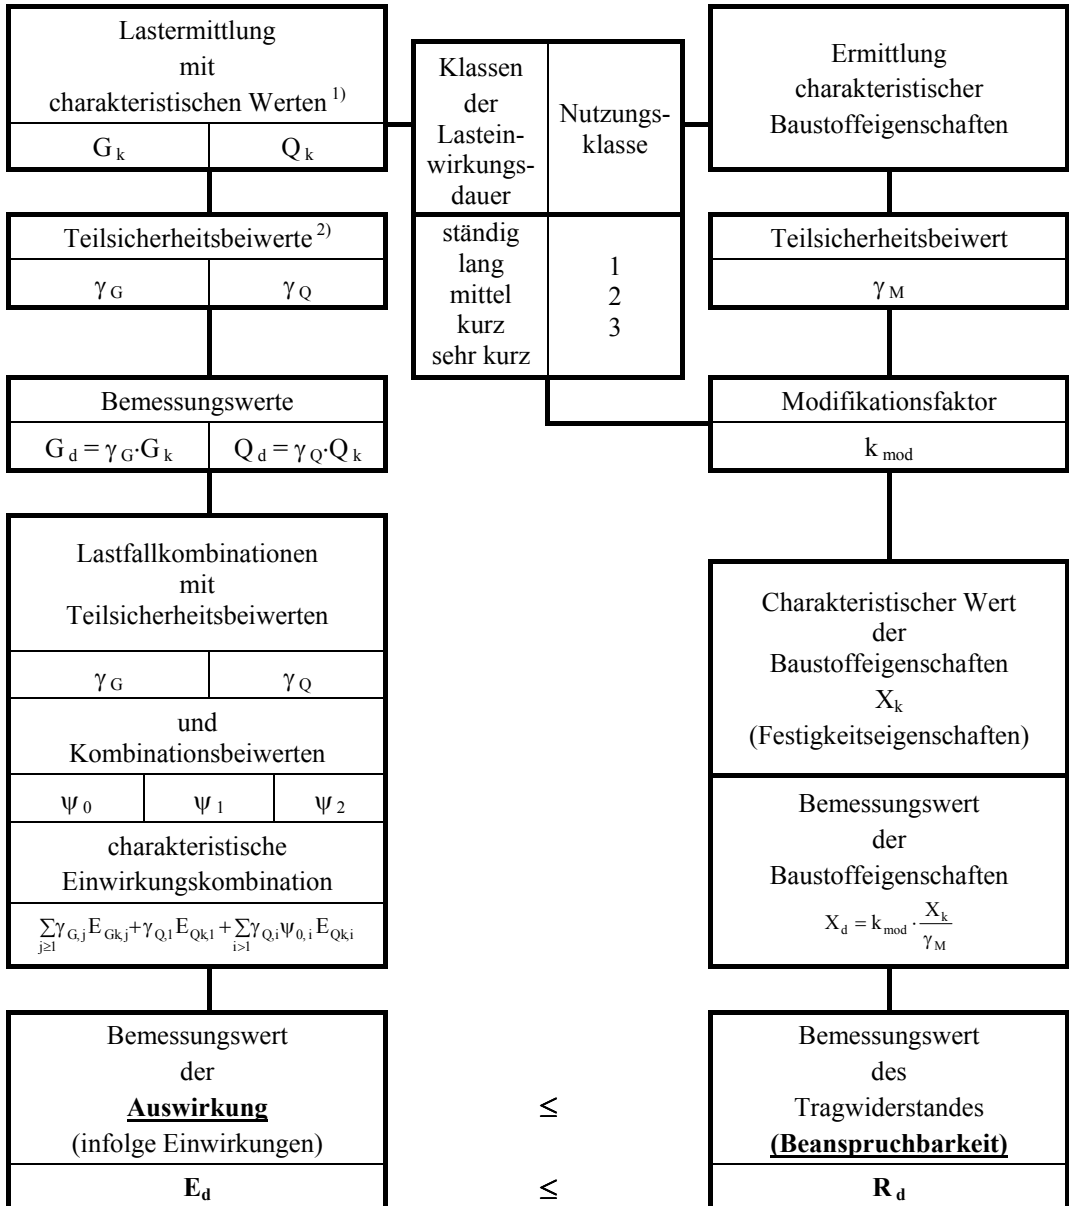 Lastermittlung
mit
charakteristischen Werten 1)
G k
Q k
Teilsicherheitsbeiwerte 2)
γ G
γ Q
Bemessungswerte
G d = γ G·G k
Q d = γ Q·Q k
Lastfallkombinationen
mit
Teilsicherheitsbeiwerten
γ G
γ Q
und
Kombinationsbeiwerten
ψ 0
ψ 1
ψ 2
charakteristische
Einwirkungskombination
∑ j≥1 γ G,j E Gk,j + γ Q,1 E Qk,1 + ∑ i>1 γ Q,i ψ 0,i E Qk,i
Bemessungswert
der
Auswirkung
(infolge Einwirkungen)
E d
Klassen
der
Lastein-
wirkungs-
dauer
Nutzungs-
klasse
ständig
lang
mittel
kurz
sehr kurz
1
2
3
≤
≤
Ermittlung
charakteristischer
Baustoffeigenschaften
Teilsicherheitsbeiwert
γ M
Modifikationsfaktor
k mod
Charakteristischer Wert
der
Baustoffeigenschaften
X k
(Festigkeitseigenschaften)
Bemessungswert
der
Baustoffeigenschaften
X d = k mod · X k / γ M
Bemessungswert
des
Tragwiderstandes
(Beanspruchbarkeit)
R d